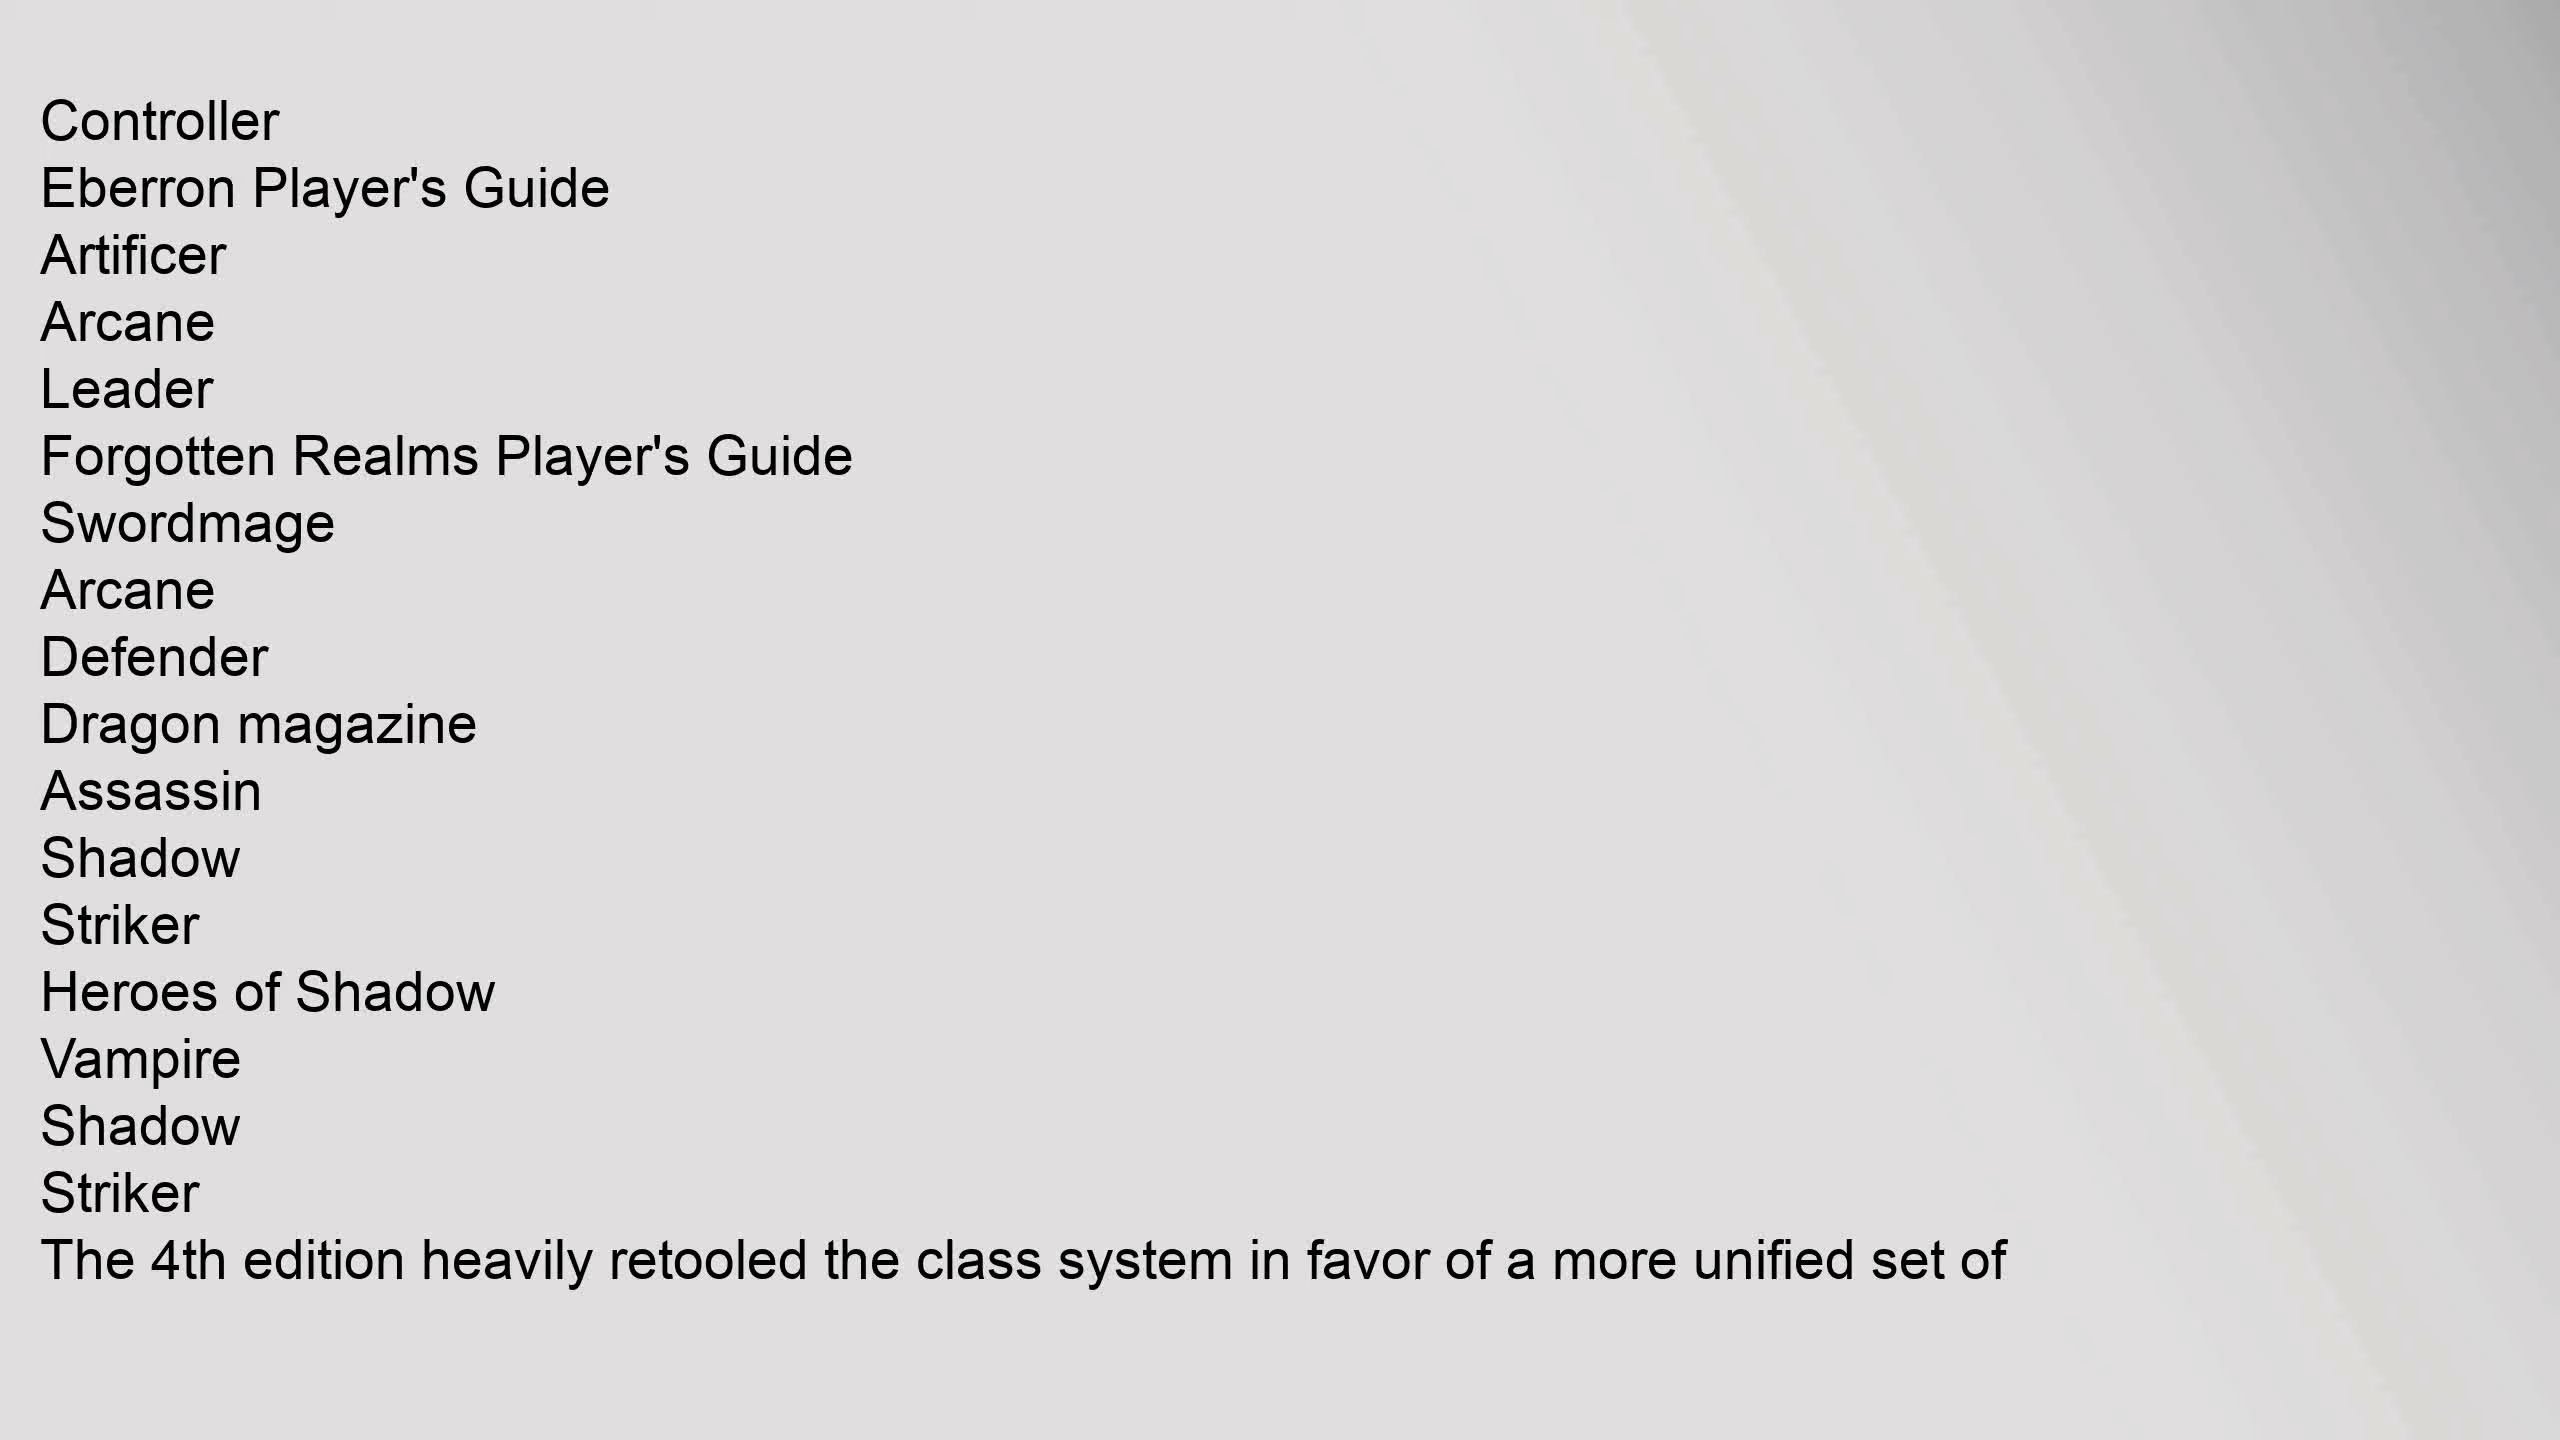 Controller
Eberron Player's Guide
Artificer
Arcane
Leader
Forgotten Realms Player's Guide
Swordmage
Arcane
Defender
Dragon magazine
Assassin
Shadow
Striker
Heroes of Shadow
Vampire
Shadow
Striker
The 4th edition heavily retooled the class system in favor of a more unified set of